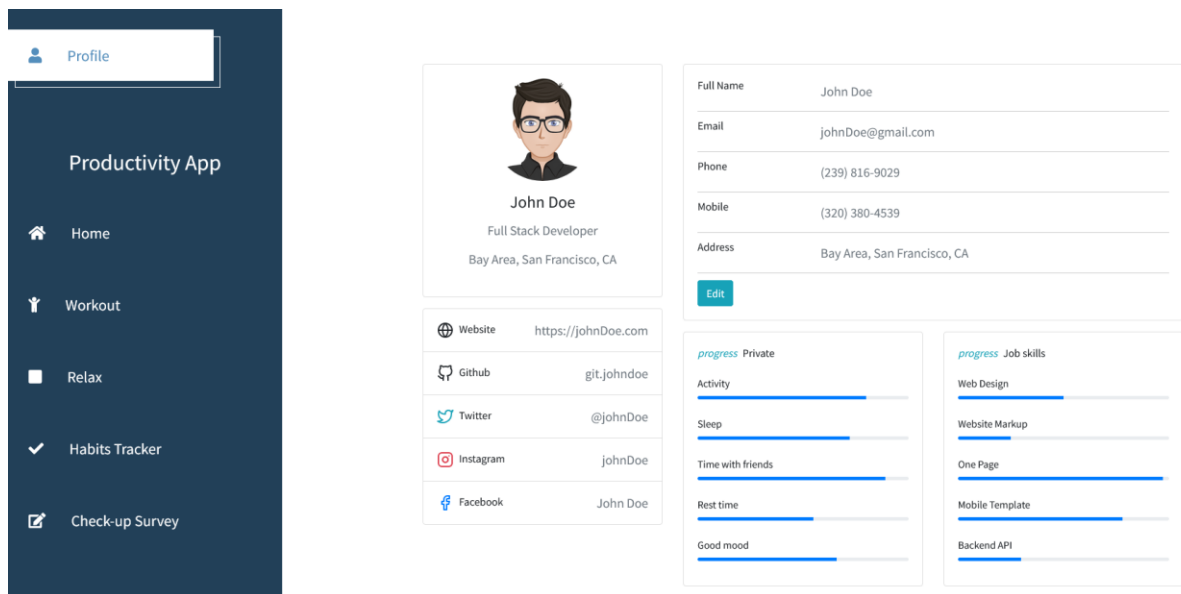 Profile
Productivity App
Home
Workout
Relax
Habits Tracker
Check-up Survey
John Doe
Full Stack Developer
Bay Area, San Francisco, CA
Website https://johnDoe.com
Github git.johndoe
Twitter @johnDoe
Instagram johnDoe
Facebook John Doe
Full Name John Doe
Email johnDoe@gmail.com
Phone (239) 816-9029
Mobile (320) 380-4539
Address Bay Area, San Francisco, CA
Edit
progress Private
Activity
Sleep
Time with friends
Rest time
Good mood
progress Job skills
Web Design
Website Markup
One Page
Mobile Template
Backend API